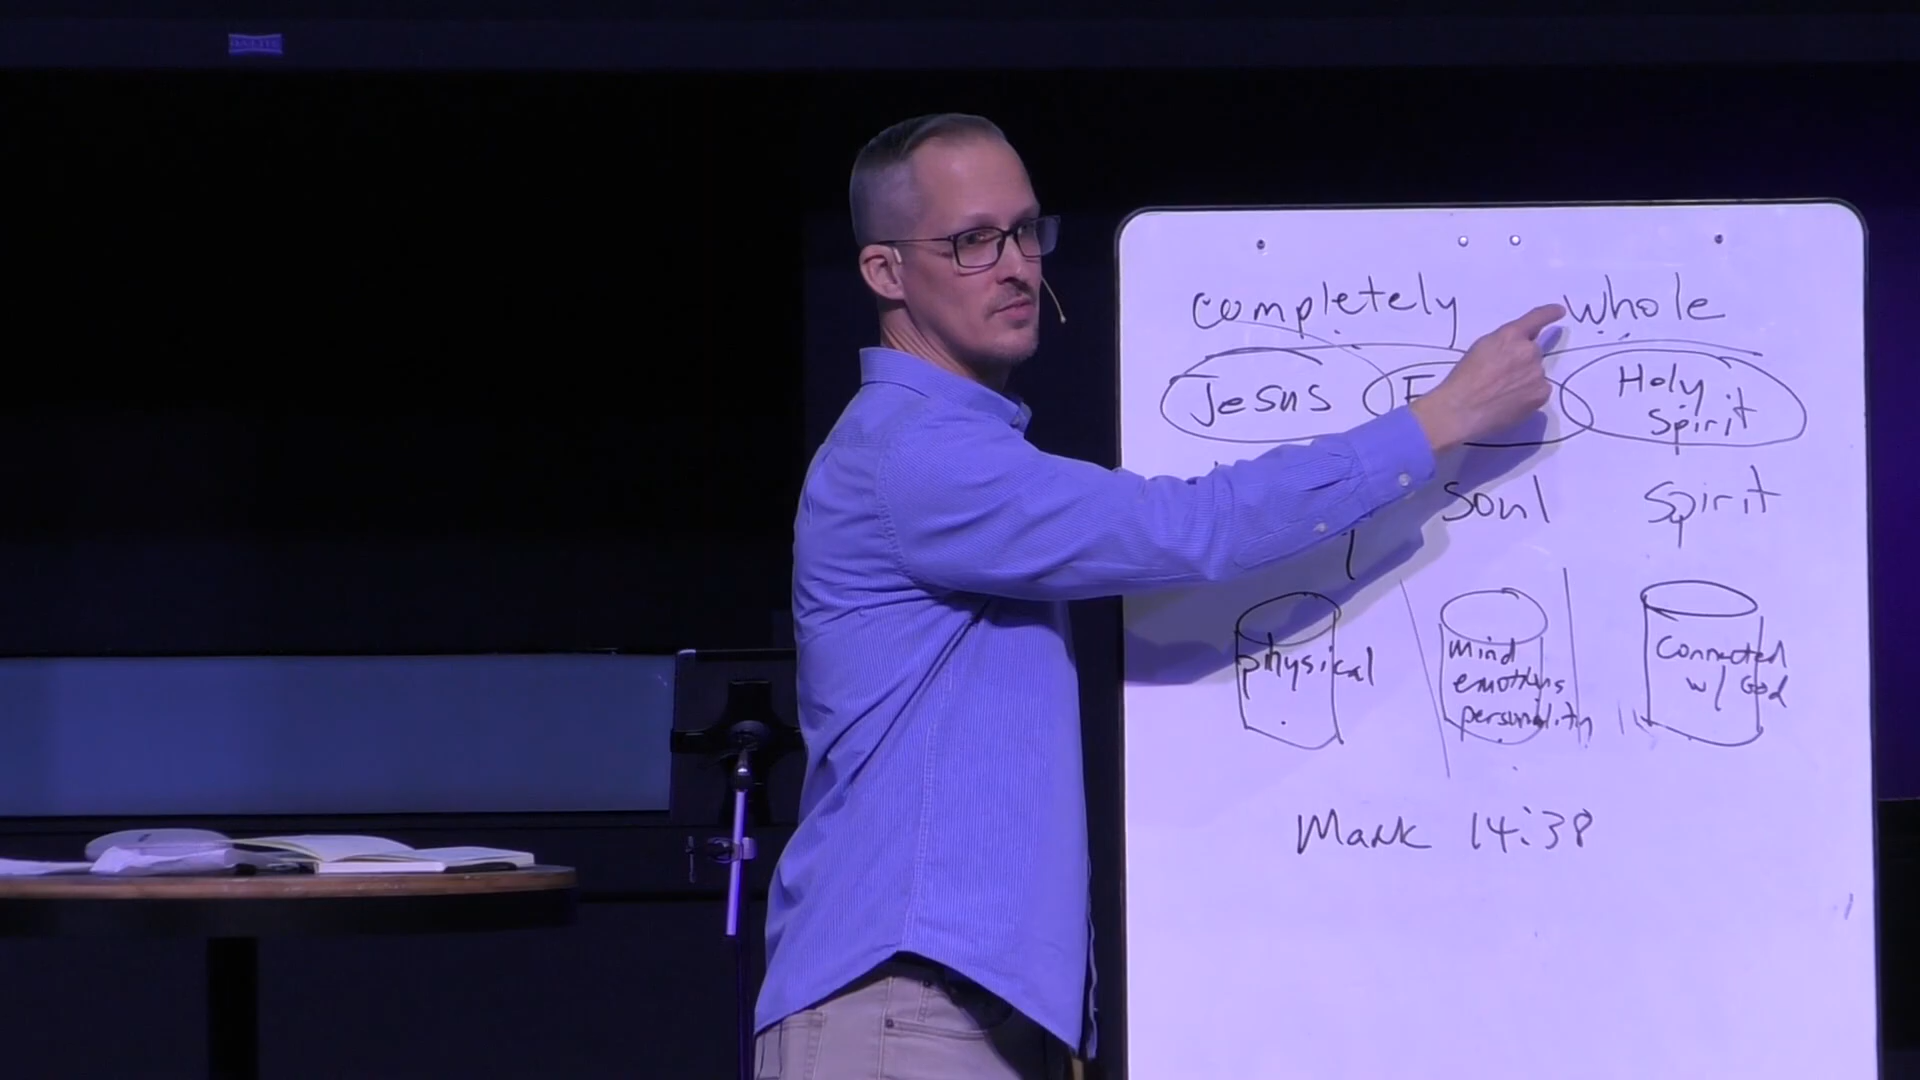 completely whole
Jesus F Holy
Spirit
soul spirit
physical
mind
emotions
personality
connected
w/ God
Mark 14:38